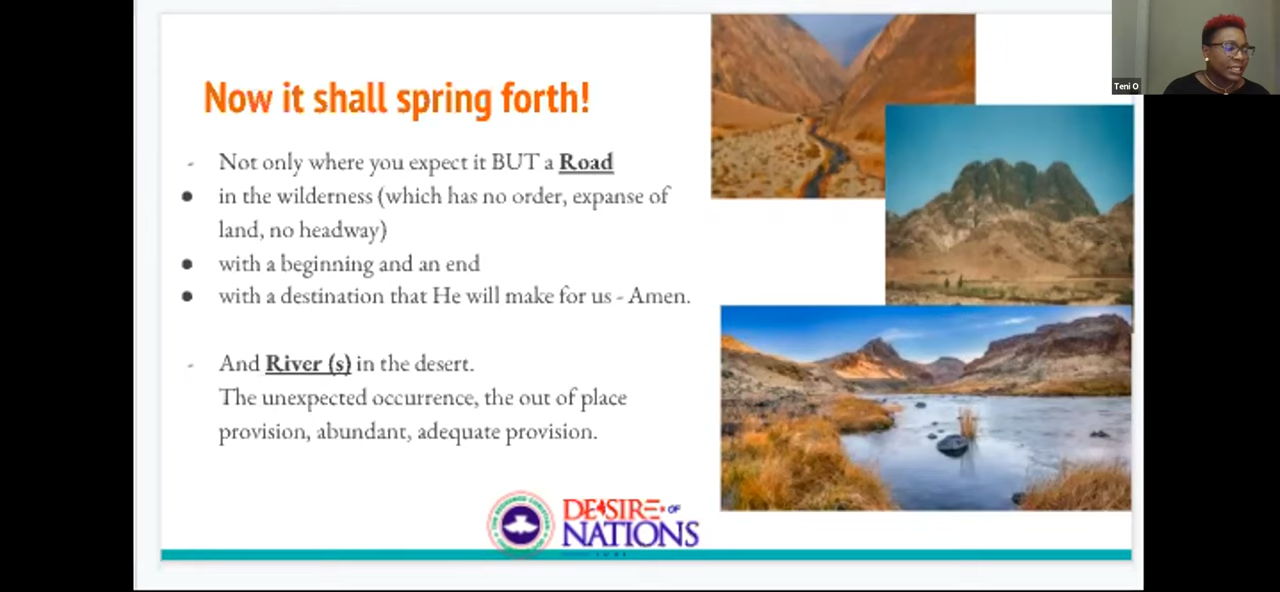 Now it shall spring forth!
- Not only where you expect it BUT a Road
● in the wilderness (which has no order, expanse of
land, no headway)
● with a beginning and an end
● with a destination that He will make for us - Amen.
- And River (s) in the desert.
The unexpected occurrence, the out of place
provision, abundant, adequate provision.
DESIRE OF
NATIONS
Teni O